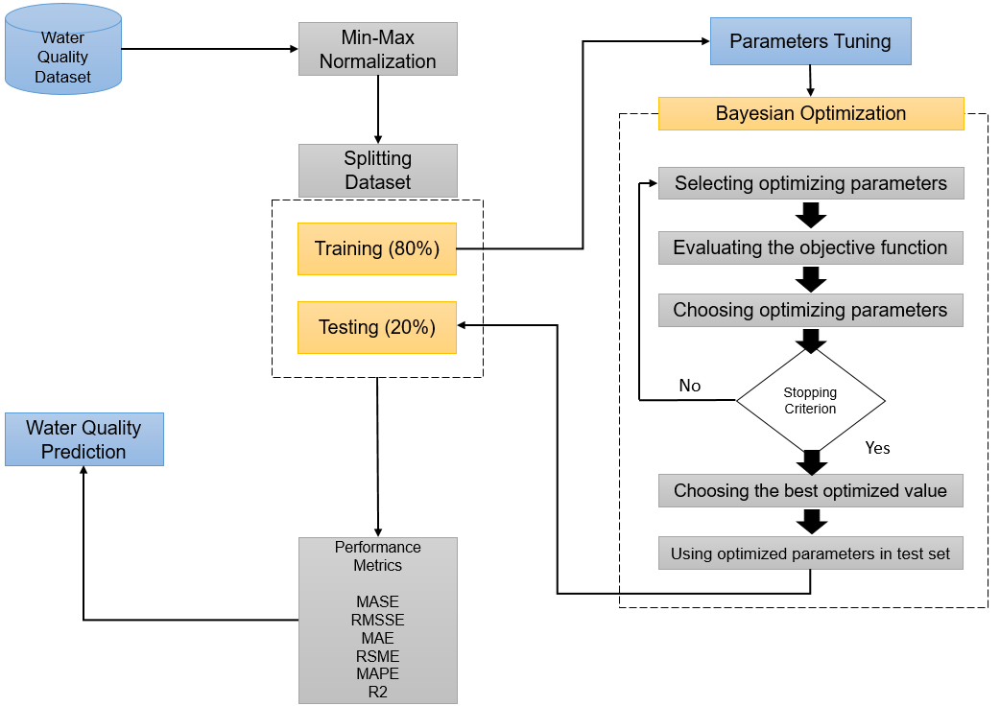 Water
Quality
Dataset
Min-Max
Normalization
Splitting
Dataset
Training (80%)
Testing (20%)
Parameters Tuning
Bayesian Optimization
Selecting optimizing parameters
Evaluating the objective function
Choosing optimizing parameters
Stopping
Criterion
No
Yes
Choosing the best optimized value
Using optimized parameters in test set
Performance
Metrics
MASE
RMSSE
MAE
RSME
MAPE
R2
Water Quality
Prediction